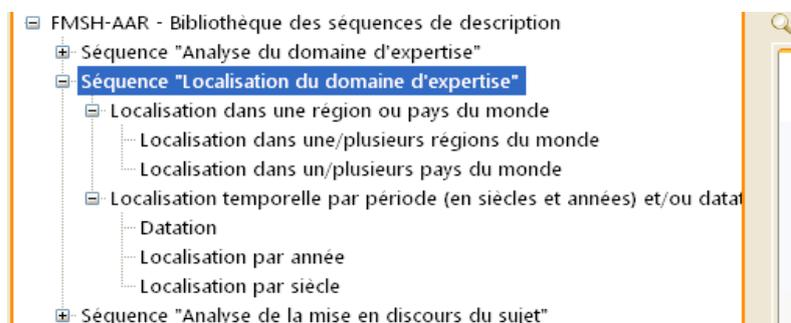 FMSH-AAR - Bibliothèque des séquences de description
Séquence "Analyse du domaine d'expertise"
Séquence "Localisation du domaine d'expertise"
Localisation dans une région ou pays du monde
Localisation dans une/plusieurs régions du monde
Localisation dans un/plusieurs pays du monde
Localisation temporelle par période (en siècles et années) et/ou datat
Datation
Localisation par année
Localisation par siècle
Séquence "Analyse de la mise en discours du sujet"